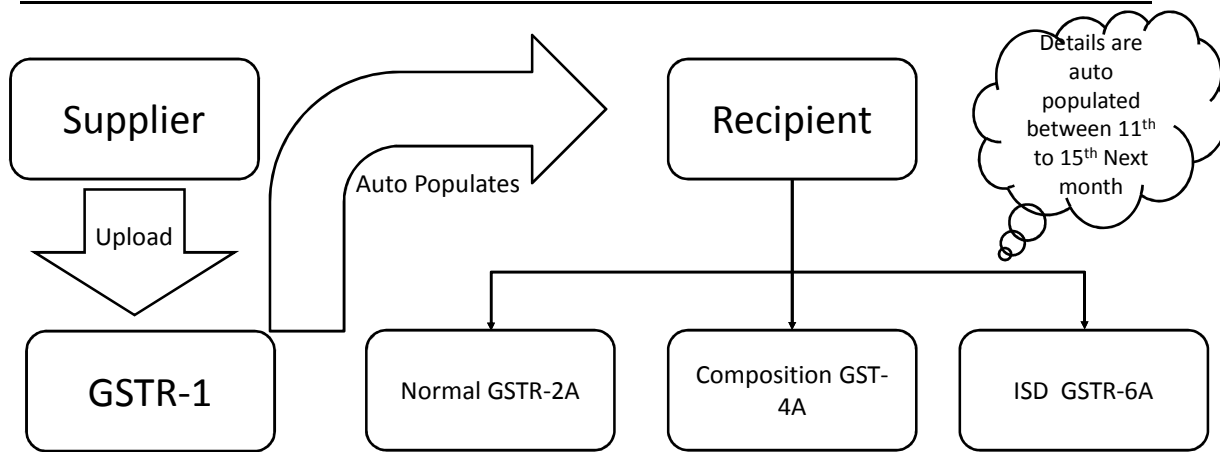 Supplier
Upload
GSTR-1
Auto Populates
Recipient
Details are
auto
populated
between 11th
to 15th Next
month
Normal GSTR-2A
Composition GST-
4A
ISD GSTR-6A